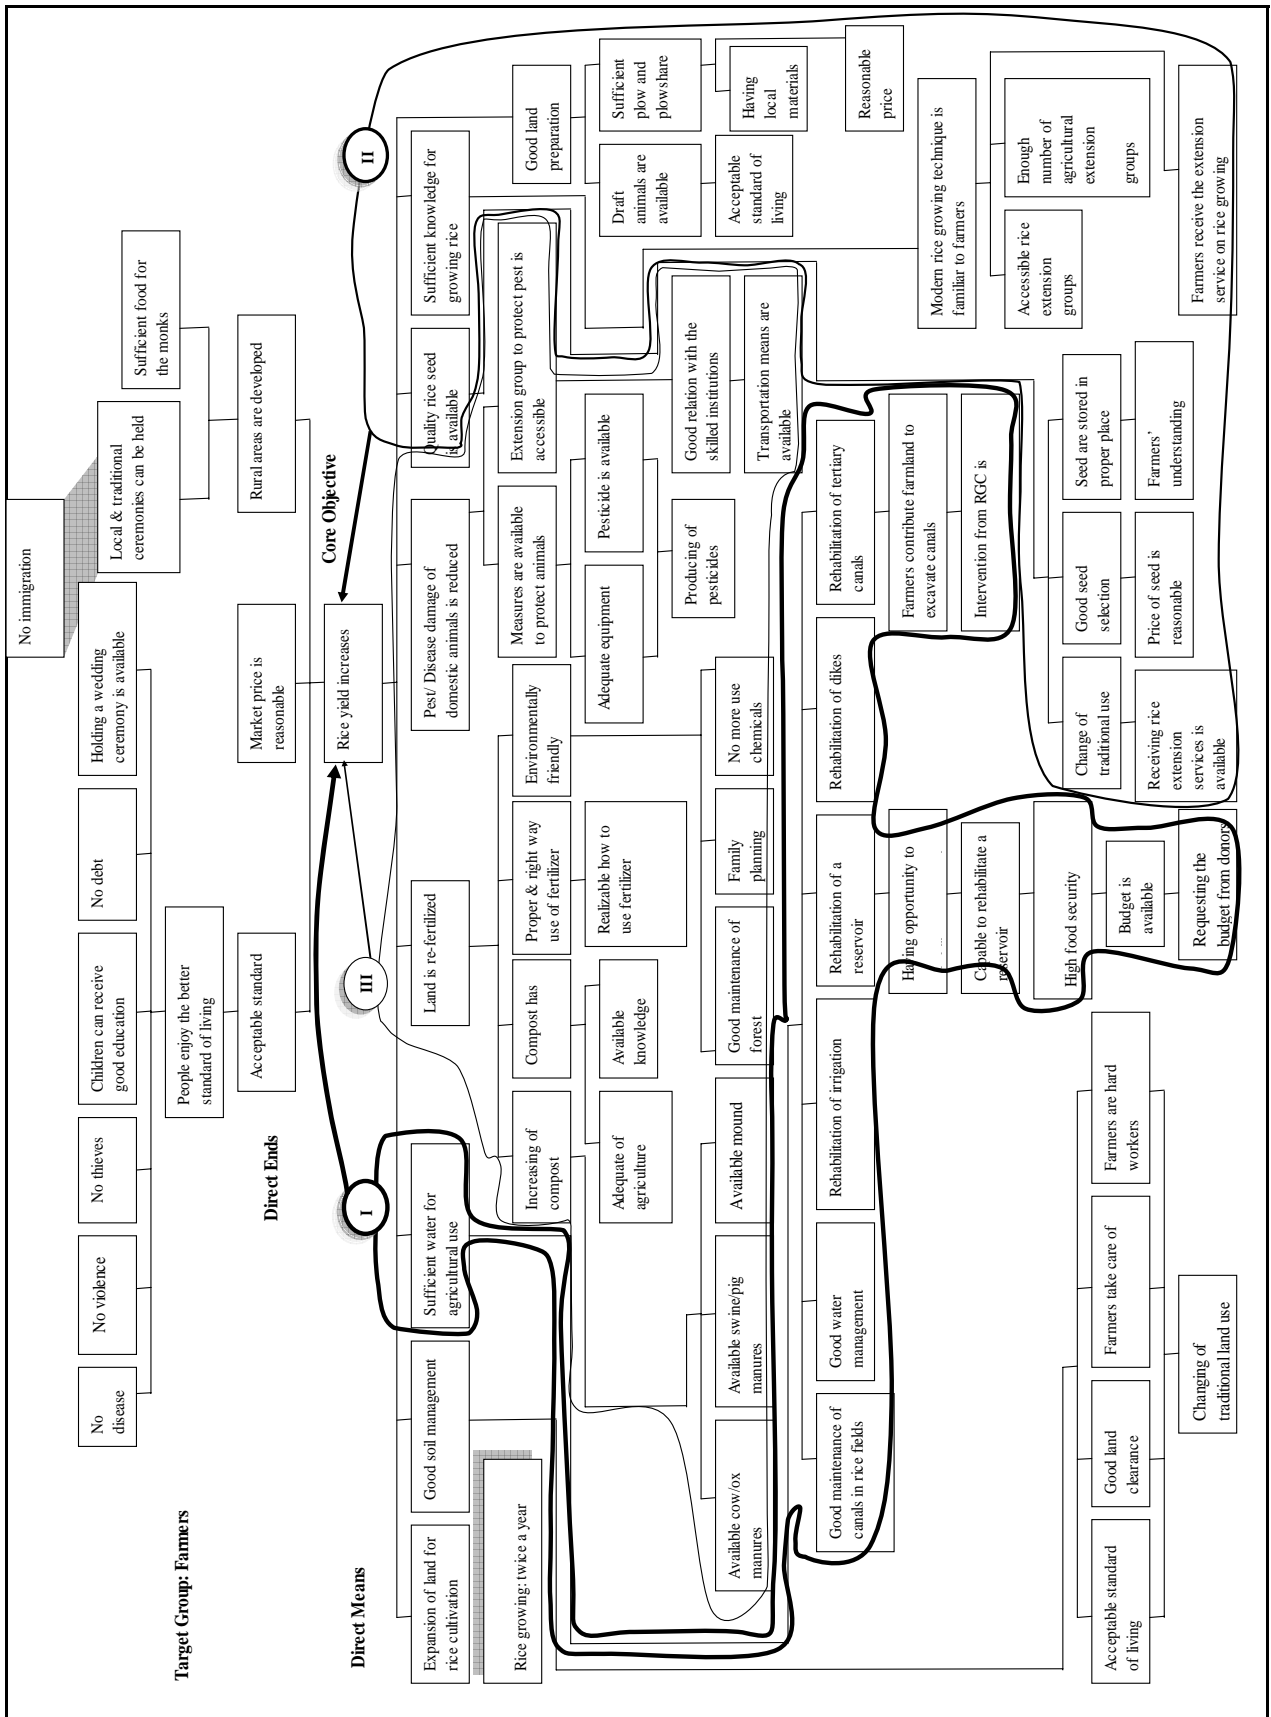 No immigration
Target Group: Farmers
No
disease
No violence
No thieves
Children can receive
good education
No debt
Holding a wedding
ceremony is available
Local & traditional
ceremonies can be held
Sufficient food for
the monks
People enjoy the better
standard of living
Direct Ends
Acceptable standard
Market price is
reasonable
Rural areas are developed
Core Objective
Rice yield increases
I
III
II
Direct Means
Expansion of land for
rice cultivation
Good soil management
Sufficient water for
agricultural use
Land is re-fertilized
Pest/ Disease damage of
domestic animals is reduced
Quality rice seed
is available
Sufficient knowledge for
growing rice
Rice growing: twice a year
Increasing of
compost
Compost has
Proper & right way
use of fertilizer
Environmentally
friendly
Measures are available
to protect animals
Extension group to protect pest is
accessible
Good land
preparation
Adequate of
agriculture
Available
knowledge
Realizable how to
use fertilizer
Adequate equipment
Pesticide is available
Draft
animals are
available
Sufficient
plow and
plowshare
Producing of
pesticides
Good relation with the
skilled institutions
Available cow/ox
manures
Available swine/pig
manures
Available mound
Good maintenance of
forest
Family
planning
No more use
chemicals
Transportation means are
available
Acceptable
standard of
living
Having
local
materials
Reasonable
price
Good maintenance of
canals in rice fields
Good water
management
Rehabilitation of irrigation
Rehabilitation of a
reservoir
Rehabilitation of dikes
Rehabilitation of tertiary
canals
Having opportunity to
Farmers contribute farmland to
excavate canals
Modern rice growing technique is
familiar to farmers
Capable to rehabilitate a
reservoir
Intervention from RGC is
Accessible rice
extension
groups
Enough
number of
agricultural
extension
groups
High food security
Acceptable standard
of living
Good land
clearance
Farmers take care of
Farmers are hard
workers
Budget is
available
Change of
traditional use
Good seed
selection
Seed are stored in
proper place
Receiving rice
extension
services is
available
Price of seed is
reasonable
Farmers'
understanding
Changing of
traditional land use
Requesting the
budget from donors
Farmers receive the extension
service on rice growing